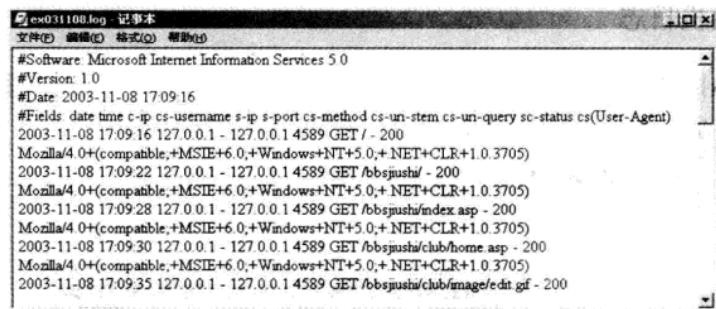 ex031108.log - 记事本
文件(F) 编辑(E) 格式(O) 帮助(H)
#Software: Microsoft Internet Information Services 5.0
#Version: 1.0
#Date: 2003-11-08 17:09:16
#Fields: date time c-ip cs-username s-ip s-port cs-method cs-uri-stem cs-uri-query sc-status cs(User-Agent)
2003-11-08 17:09:16 127.0.0.1 - 127.0.0.1 4589 GET / - 200
Mozilla/4.0+(compatible;+MSIE+6.0;+Windows+NT+5.0;+.NET+CLR+1.0.3705)
2003-11-08 17:09:22 127.0.0.1 - 127.0.0.1 4589 GET /bbsjiushi/ - 200
Mozilla/4.0+(compatible;+MSIE+6.0;+Windows+NT+5.0;+.NET+CLR+1.0.3705)
2003-11-08 17:09:28 127.0.0.1 - 127.0.0.1 4589 GET /bbsjiushi/index.asp - 200
Mozilla/4.0+(compatible;+MSIE+6.0;+Windows+NT+5.0;+.NET+CLR+1.0.3705)
2003-11-08 17:09:30 127.0.0.1 - 127.0.0.1 4589 GET /bbsjiushi/club/home.asp - 200
Mozilla/4.0+(compatible;+MSIE+6.0;+Windows+NT+5.0;+.NET+CLR+1.0.3705)
2003-11-08 17:09:35 127.0.0.1 - 127.0.0.1 4589 GET /bbsjiushi/club/image/edit.gif - 200